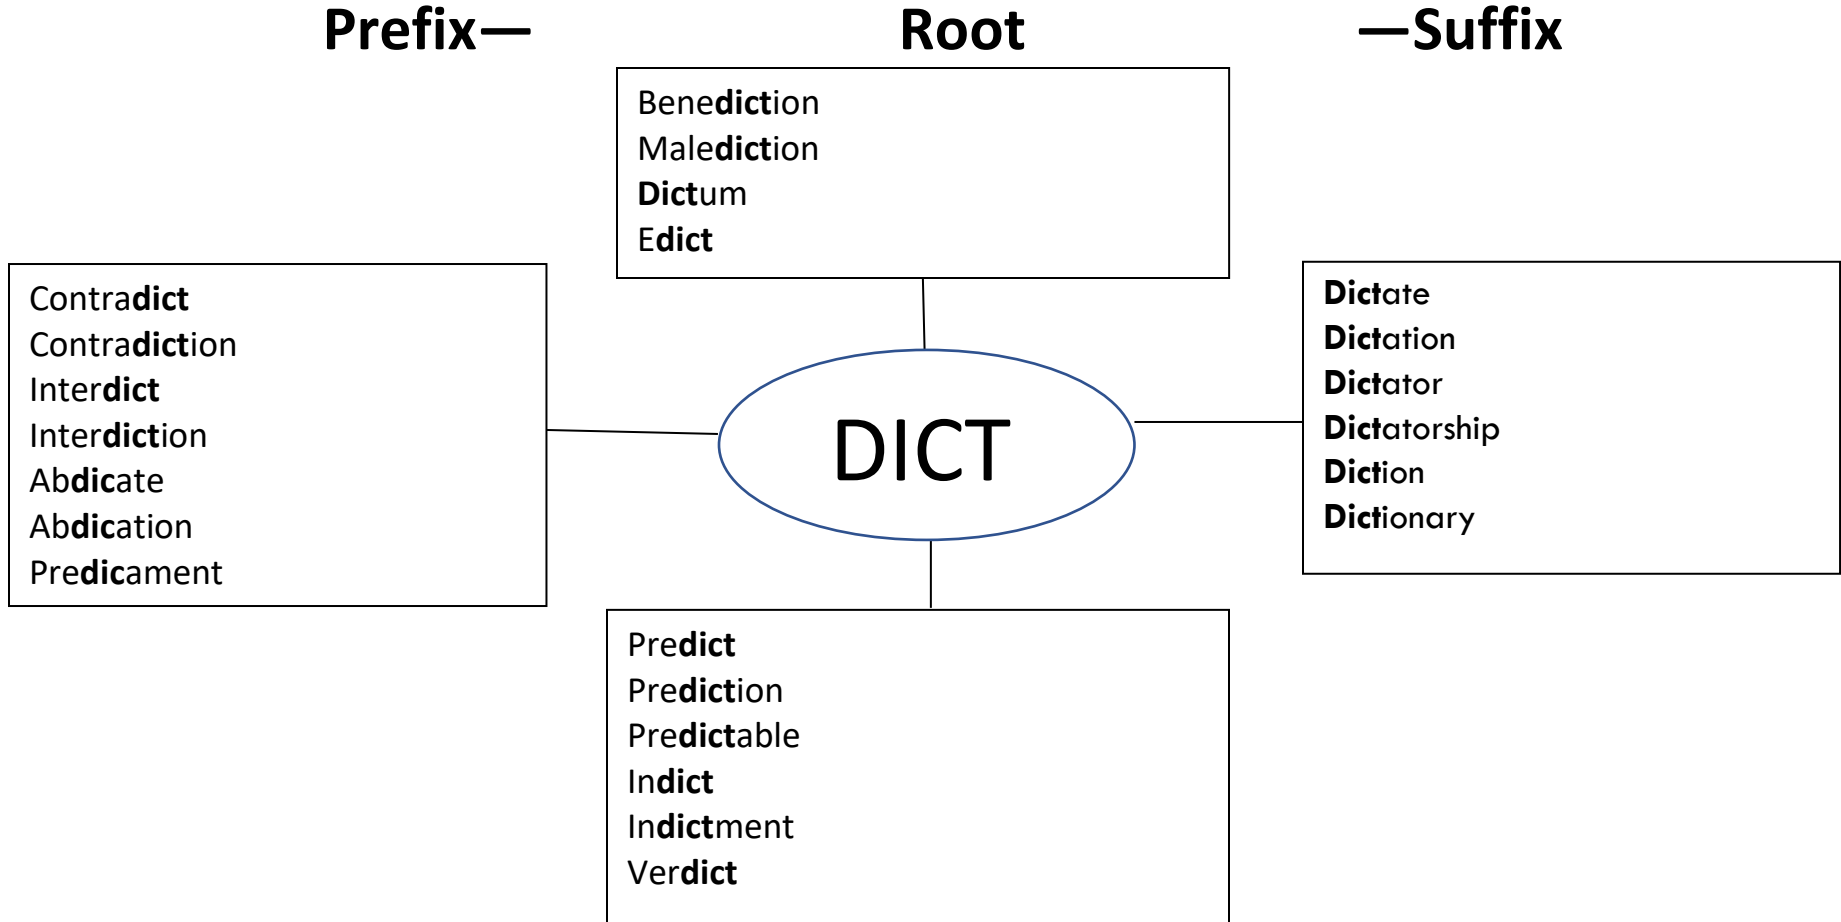 Prefix— Root —Suffix
Benediction
Malediction
Dictum
Edict
Contradict
Contradiction
Interdict
Interdiction
Abdicate
Abdication
Predicament
DICT
Dictate
Dictation
Dictator
Dictatorship
Diction
Dictionary
Predict
Prediction
Predictable
Indict
Indictment
Verdict